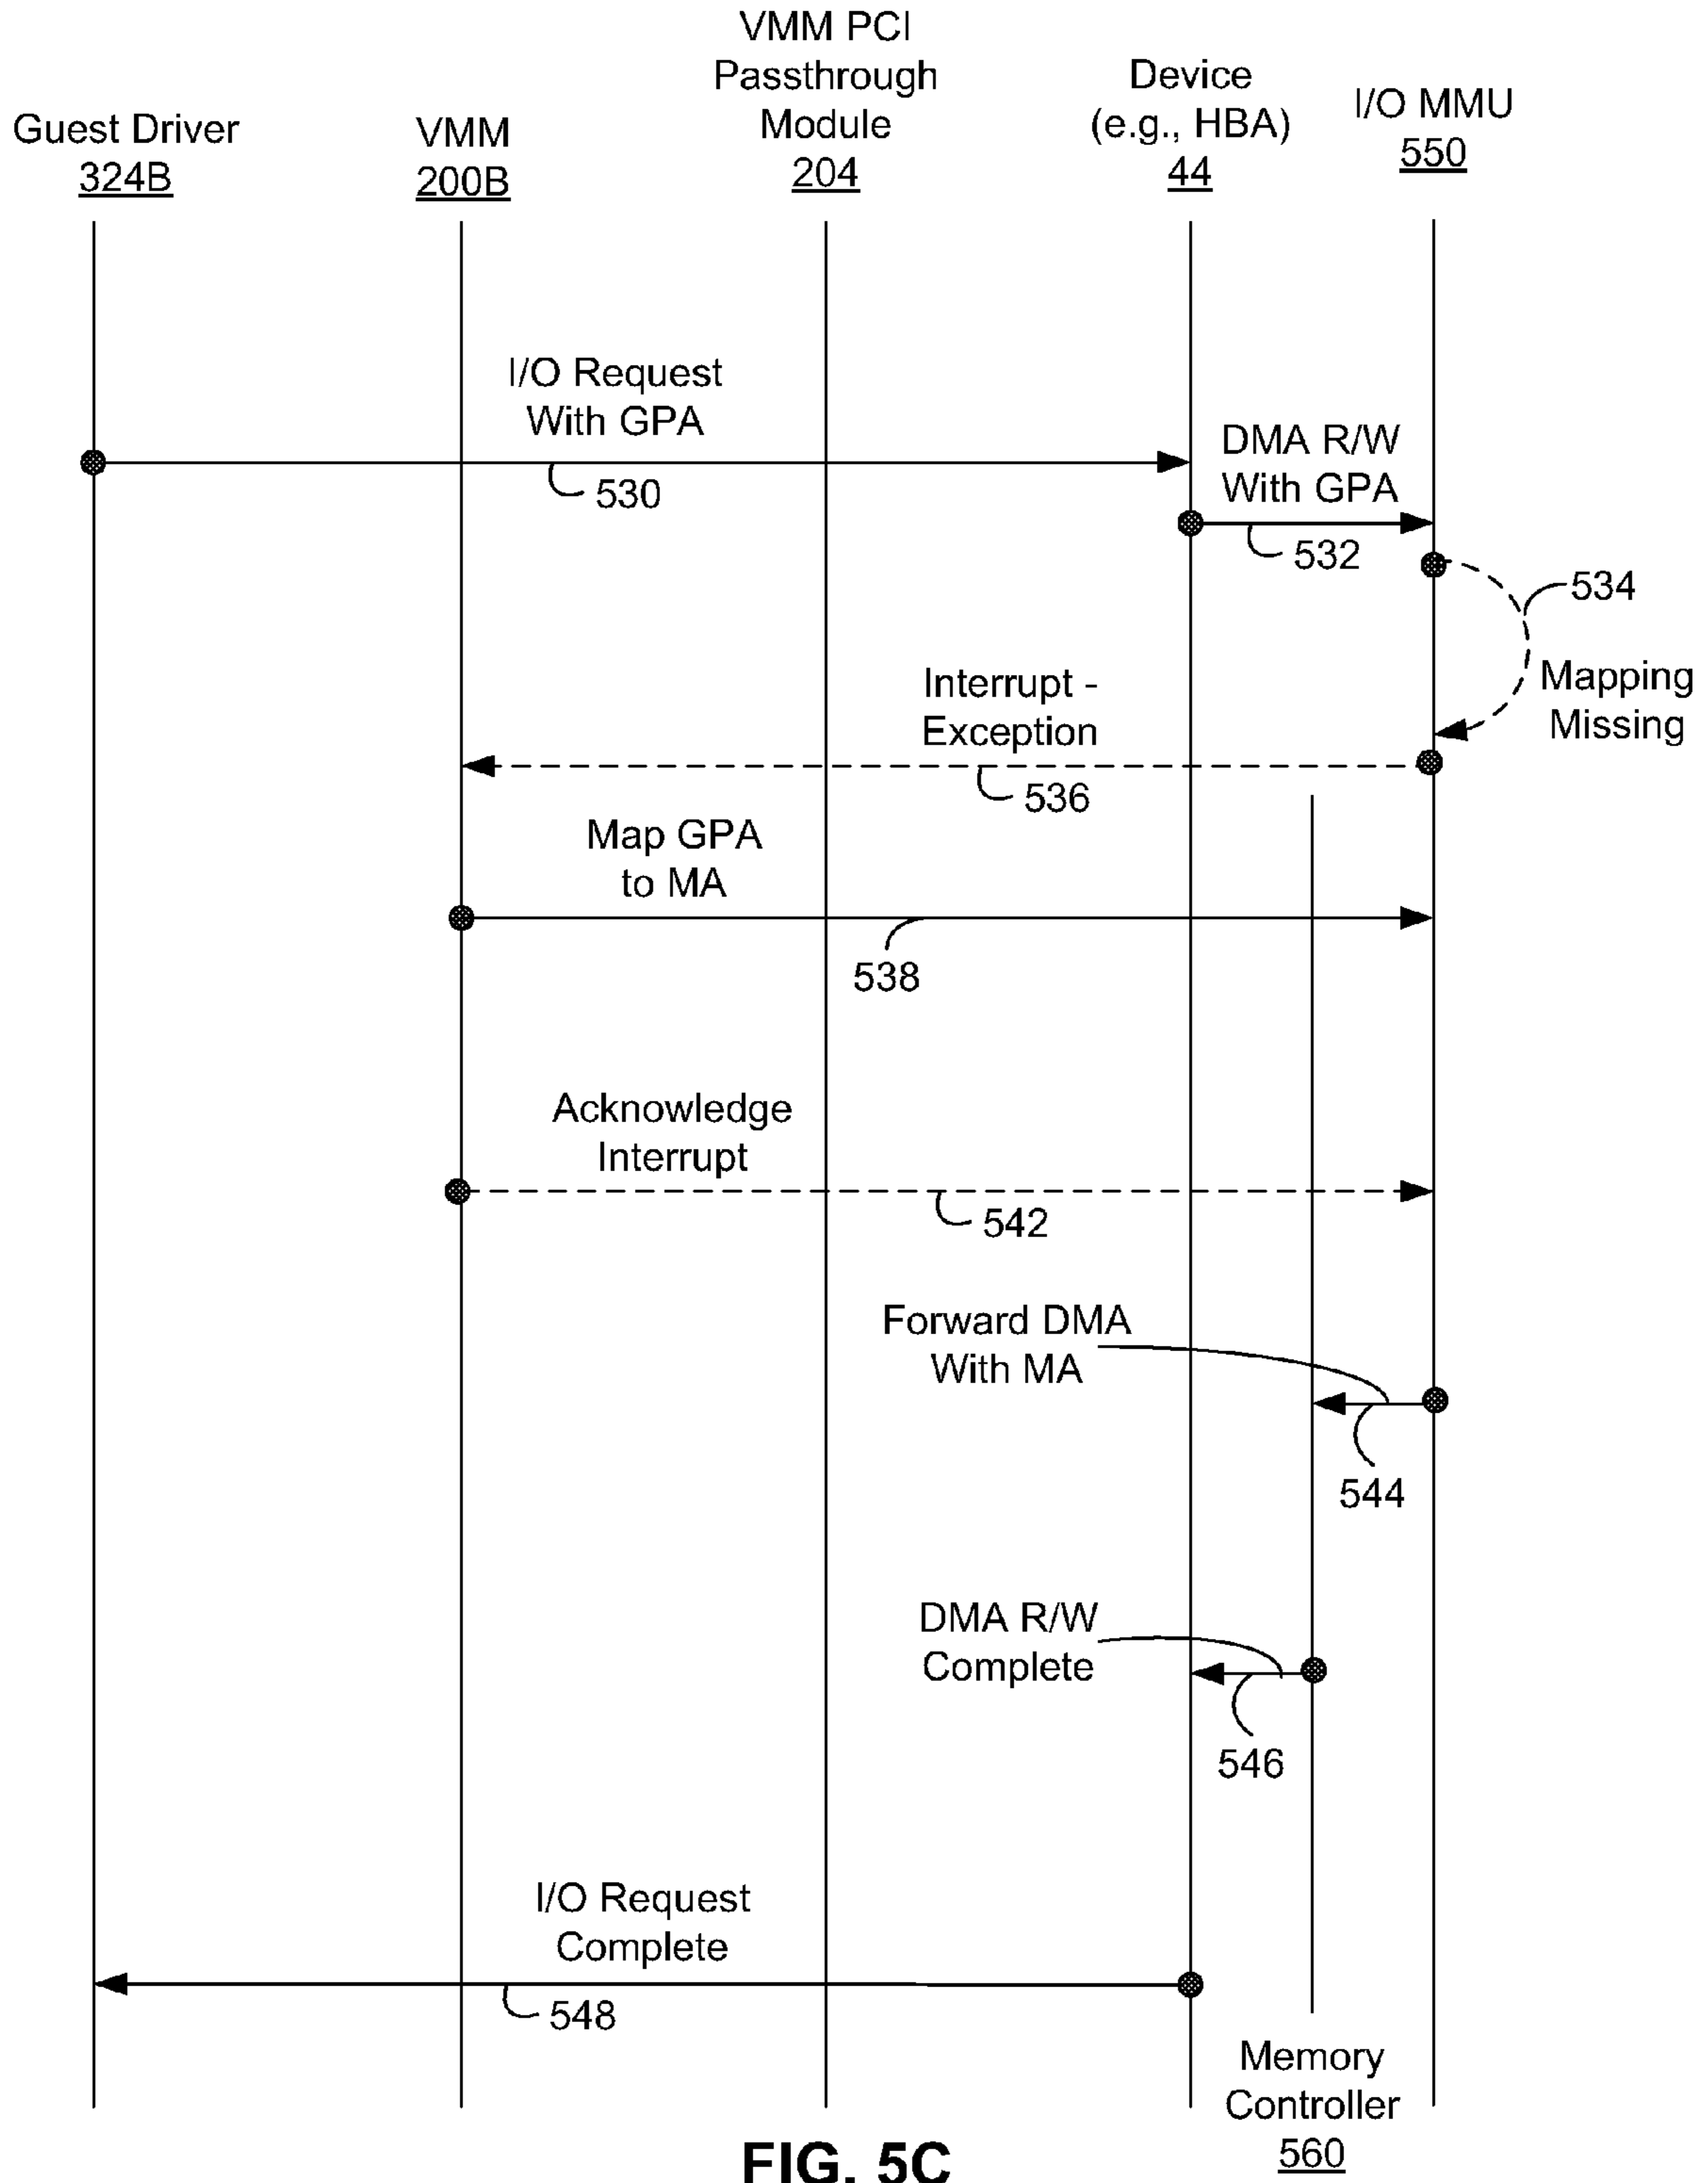 VMM PCI
Passthrough
Module
204
Device
(e.g., HBA)
44
I/O MMU
550
Guest Driver
324B
VMM
200B
I/O Request
With GPA
530
DMA R/W
With GPA
532
534
Mapping
Missing
Interrupt -
Exception
536
Map GPA
to MA
538
Acknowledge
Interrupt
542
Forward DMA
With MA
544
DMA R/W
Complete
546
I/O Request
Complete
548
Memory
Controller
560
FIG. 5C